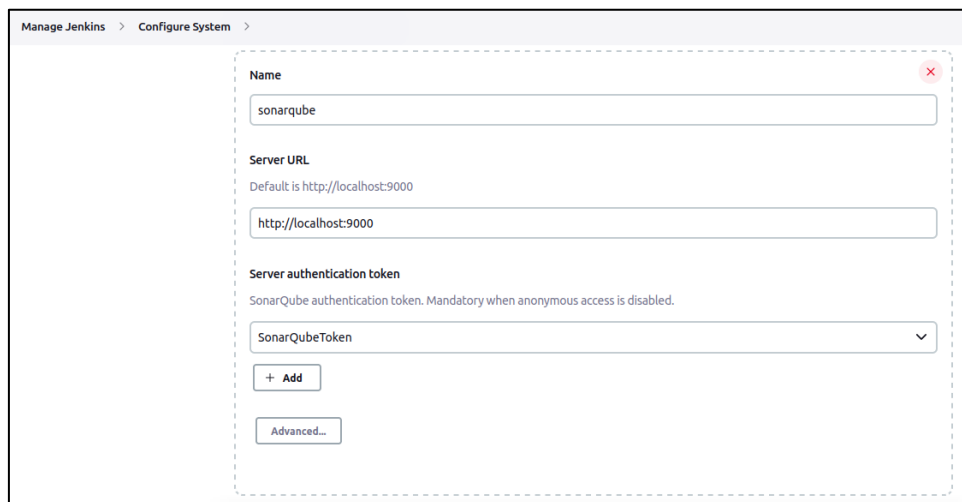 Manage Jenkins > Configure System >
Name
sonarqube
Server URL
Default is http://localhost:9000
http://localhost:9000
Server authentication token
SonarQube authentication token. Mandatory when anonymous access is disabled.
SonarQubeToken
+ Add
Advanced...